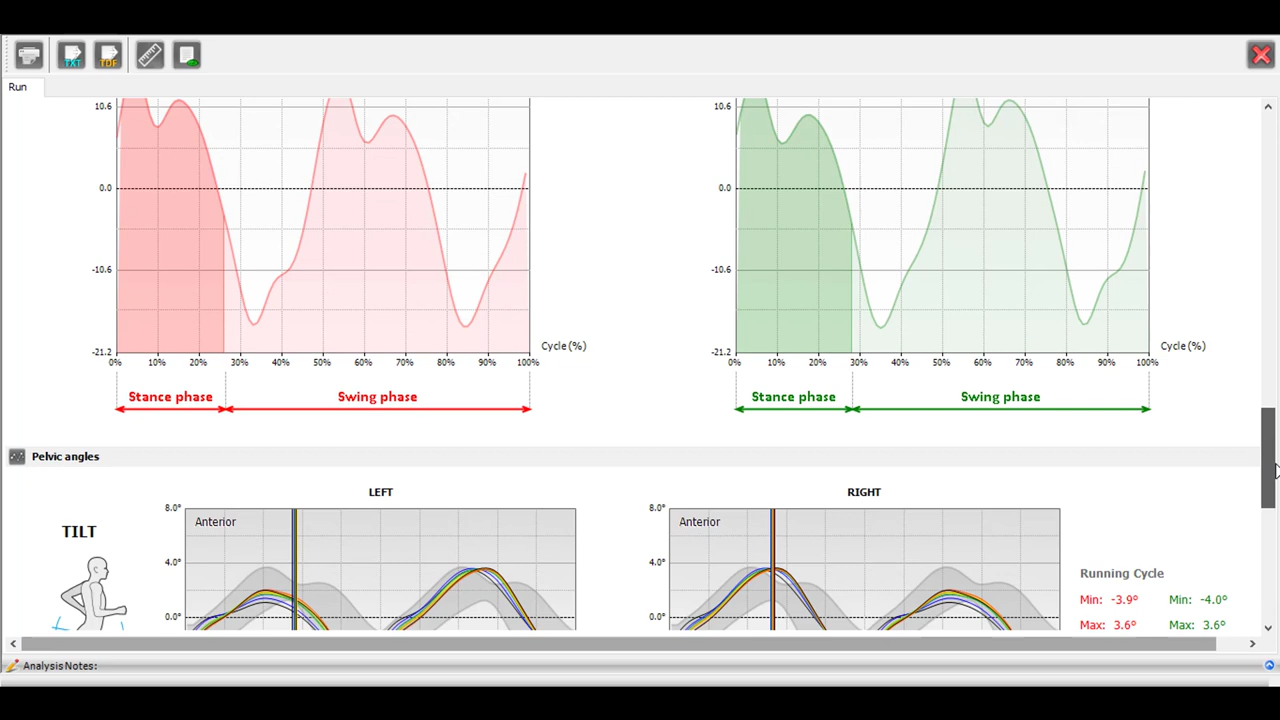 TXT TDF
Run
10.6 10.6
0.0 0.0
-10.6 -10.6
-21.2 -21.2
Cycle (%) Cycle (%)
0% 10% 20% 30% 40% 50% 60% 70% 80% 90% 100% 0% 10% 20% 30% 40% 50% 60% 70% 80% 90% 100%
Stance phase Swing phase Stance phase Swing phase
Pelvic angles
LEFT RIGHT
8.0° 8.0°
Anterior Anterior
TILT
4.0° 4.0°
Running Cycle
Min: -3.9° Min: -4.0°
0.0° 0.0°
Max: 3.6° Max: 3.6°
Analysis Notes: